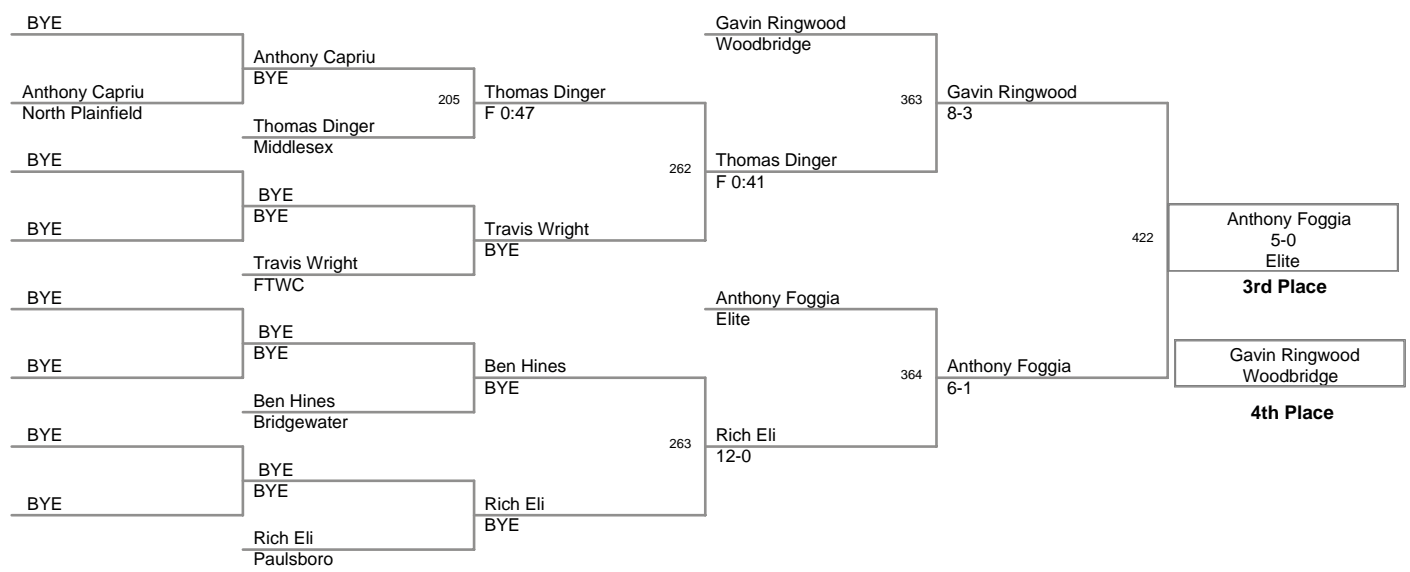 BYE
Anthony Capriu
North Plainfield
BYE
BYE
BYE
BYE
BYE
BYE
Anthony Capriu
BYE
Thomas Dinger
Middlesex
BYE
BYE
Travis Wright
FTWC
BYE
BYE
Ben Hines
Bridgewater
BYE
BYE
Rich Eli
Paulsboro
205
Thomas Dinger
F 0:47
Travis Wright
BYE
Ben Hines
BYE
Rich Eli
BYE
262
263
Gavin Ringwood
Woodbridge
Thomas Dinger
F 0:41
Anthony Foggia
Elite
Rich Eli
12-0
363
364
Gavin Ringwood
8-3
Anthony Foggia
6-1
422
Anthony Foggia
5-0
Elite
3rd Place
Gavin Ringwood
Woodbridge
4th Place